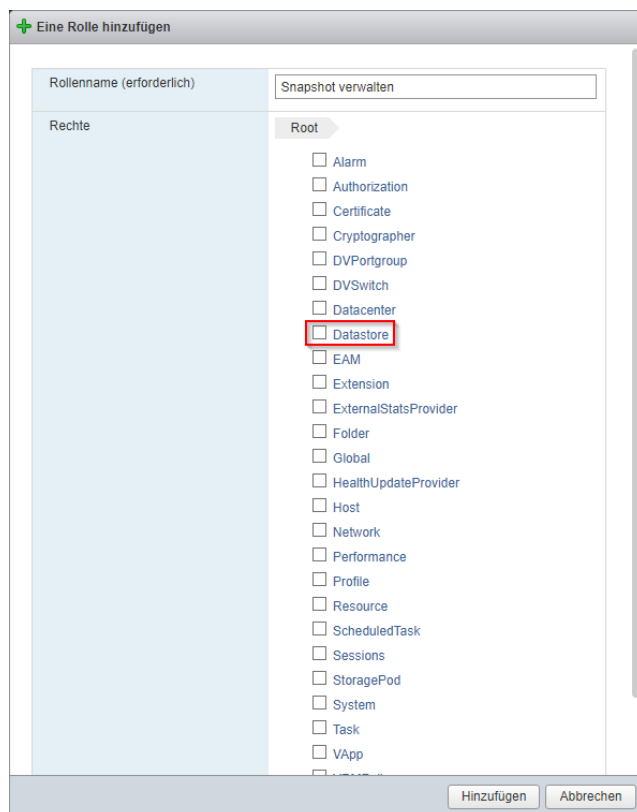 Eine Rolle hinzufügen
Rollenname (erforderlich)
Snapshot verwalten
Rechte
Root
Alarm
Authorization
Certificate
Cryptographer
DVPortgroup
DVSwitch
Datacenter
Datastore
EAM
Extension
ExternalStatsProvider
Folder
Global
HealthUpdateProvider
Host
Network
Performance
Profile
Resource
ScheduledTask
Sessions
StoragePod
System
Task
VApp
Hinzufügen
Abbrechen